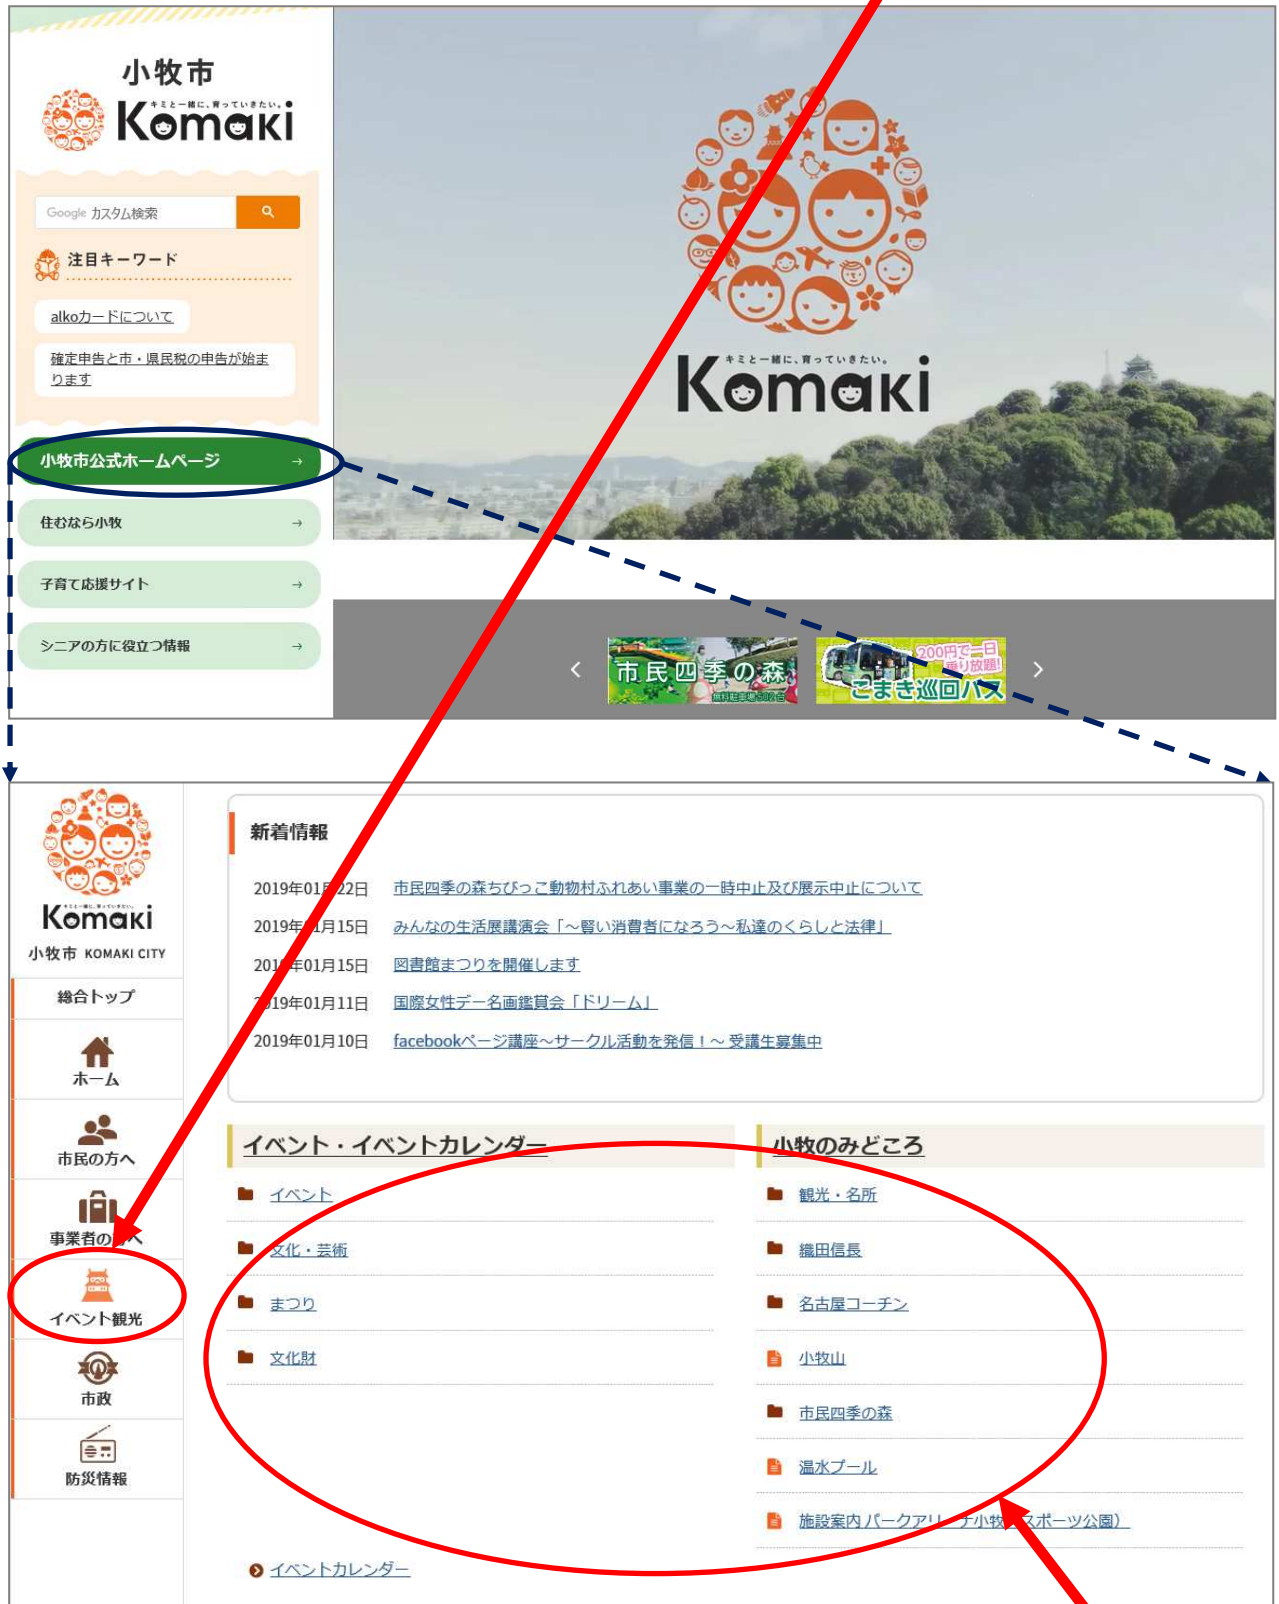 小牧市
キミと一緒に、育っていきたい。
Komaki
Google カスタム検索
注目キーワード
alkoカードについて
確定申告と市・県民税の申告が始ま
ります
小牧市公式ホームページ →
住むなら小牧 →
子育て応援サイト →
シニアの方に役立つ情報 →
キミと一緒に、育っていきたい。
Komaki
市民四季の森
200円で一日
乗り放題!
こまき巡回バス
キミと一緒に、育っていきたい。
Komaki
小牧市 KOMAKI CITY
総合トップ
ホーム
市民の方へ
事業者の方へ
イベント観光
市政
防災情報
新着情報
2019年01月22日 市民四季の森ちびっこ動物村ふれあい事業の一時中止及び展示中止について
2019年01月15日 みんなの生活展講演会「～賢い消費者になろう～私達のくらしと法律」
2019年01月15日 図書館まつりを開催します
2019年01月11日 国際女性デー名画鑑賞会「ドリーム」
2019年01月10日 facebookページ講座～サークル活動を発信！～ 受講生募集中
イベント・イベントカレンダー
イベント
文化・芸術
まつり
文化財
イベントカレンダー
小牧のみどころ
観光・名所
織田信長
名古屋コーチン
小牧山
市民四季の森
温水プール
施設案内 パークアリーナ小牧（スポーツ公園）